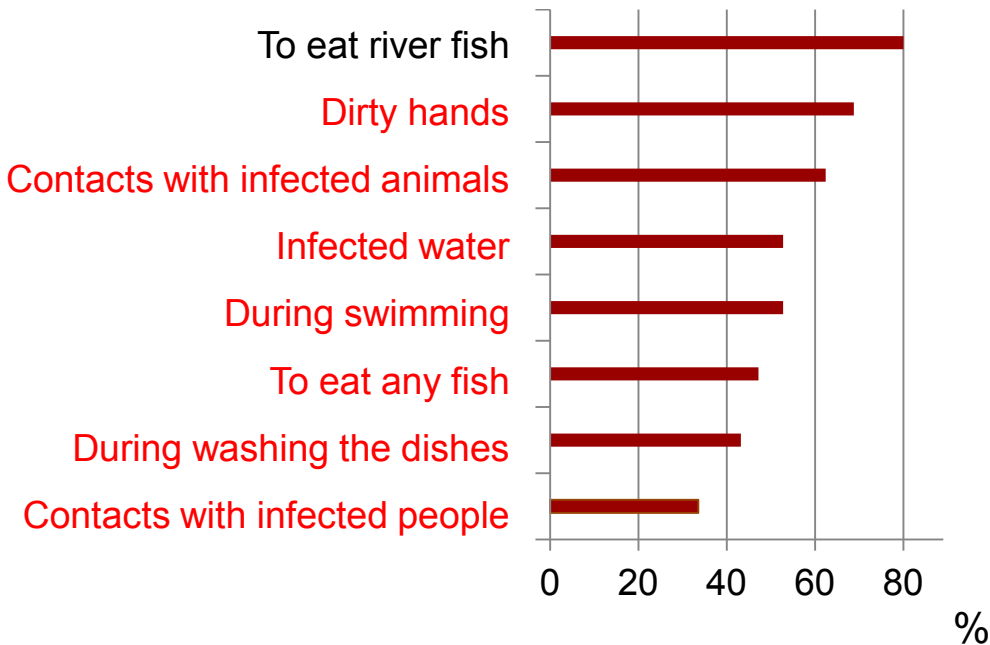 To eat river fish
Dirty hands
Contacts with infected animals
Infected water
During swimming
To eat any fish
During washing the dishes
Contacts with infected people
0 20 40 60 80
%